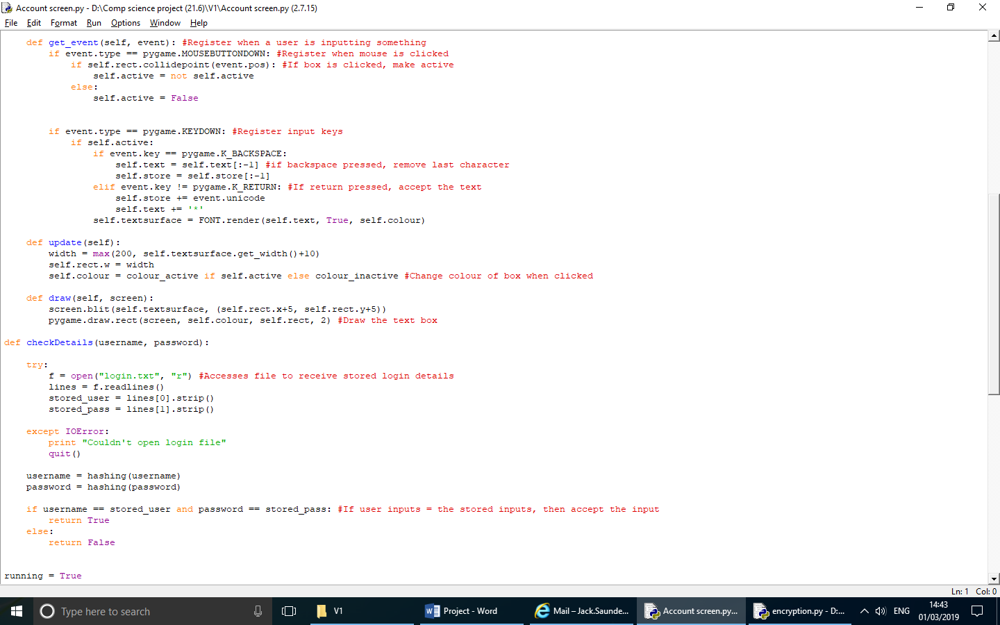 Account screen.py - D:\Comp science project (21.6)\V1\Account screen.py (2.7.15)
File Edit Format Run Options Window Help
    def get_event(self, event): #Register when a user is inputting something
        if event.type == pygame.MOUSEBUTTONDOWN: #Register when mouse is clicked
            if self.rect.collidepoint(event.pos): #If box is clicked, make active
                self.active = not self.active
            else:
                self.active = False
        if event.type == pygame.KEYDOWN: #Register input keys
            if self.active:
                if event.key == pygame.K_BACKSPACE:
                    self.text = self.text[:-1] #if backspace pressed, remove last character
                    self.store = self.store[:-1]
                elif event.key != pygame.K_RETURN: #If return pressed, accept the text
                    self.store += event.unicode
                    self.text += '*'
                self.textsurface = FONT.render(self.text, True, self.colour)
    def update(self):
        width = max(200, self.textsurface.get_width()+10)
        self.rect.w = width
        self.colour = colour_active if self.active else colour_inactive #Change colour of box when clicked
    def draw(self, screen):
        screen.blit(self.textsurface, (self.rect.x+5, self.rect.y+5))
        pygame.draw.rect(screen, self.colour, self.rect, 2) #Draw the text box
def checkDetails(username, password):
    try:
        f = open("login.txt", "r") #Accesses file to receive stored login details
        lines = f.readlines()
        stored_user = lines[0].strip()
        stored_pass = lines[1].strip()
    except IOError:
        print "Couldn't open login file"
        quit()
    username = hashing(username)
    password = hashing(password)
    if username == stored_user and password == stored_pass: #If user inputs = the stored inputs, then accept the input
        return True
    else:
        return False
running = True
Ln: 1 Col: 0
Type here to search
V1
Project - Word
Mail – Jack.Saunde...
Account screen.py...
encryption.py - D:...
ENG
14:43
01/03/2019